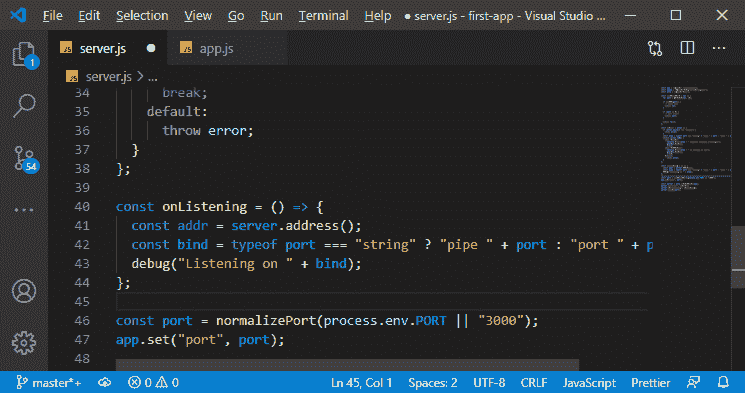 File Edit Selection View Go Run Terminal Help ● server.js - first-app - Visual Studio ...
JS server.js ● JS app.js ...
JS server.js > ...
1
54
34 break;
35 default:
36 throw error;
37 }
38 };
39
40 const onListening = () => {
41 const addr = server.address();
42 const bind = typeof port === "string" ? "pipe " + port : "port " + p
43 debug("Listening on " + bind);
44 };
45
46 const port = normalizePort(process.env.PORT || "3000");
47 app.set("port", port);
48
master*+ 0 0 Ln 45, Col 1 Spaces: 2 UTF-8 CRLF JavaScript Prettier